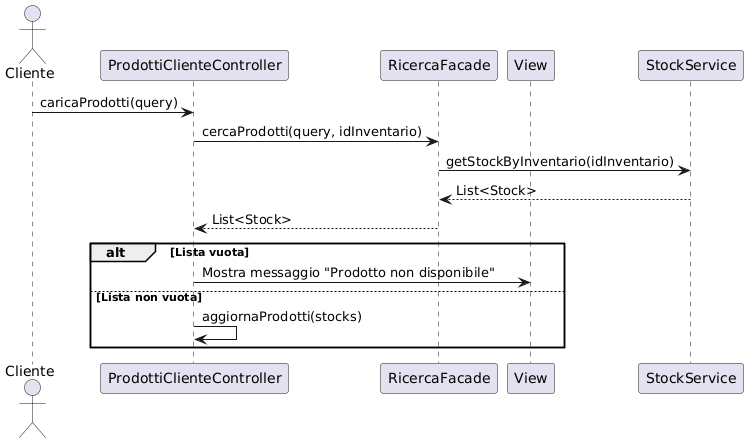 Cliente
ProdottiClienteController
RicercaFacade
View
StockService
caricaProdotti(query)
cercaProdotti(query, idInventario)
getStockByInventario(idInventario)
List<Stock>
List<Stock>
alt [Lista vuota]
Mostra messaggio "Prodotto non disponibile"
[Lista non vuota]
aggiornaProdotti(stocks)
Cliente
ProdottiClienteController
RicercaFacade
View
StockService